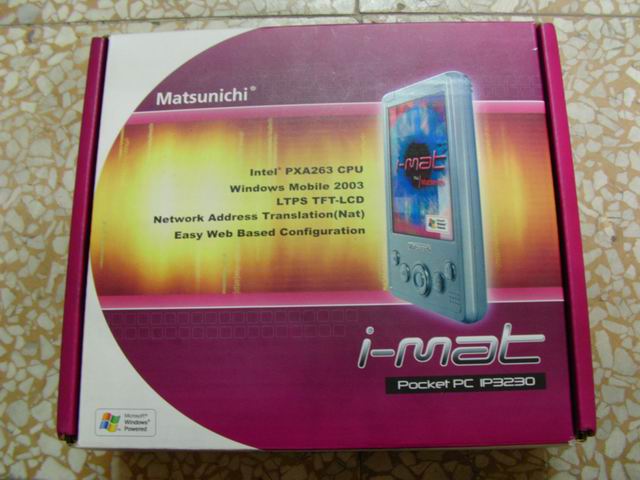 Matsunichi®
Intel® PXA263 CPU
Windows Mobile 2003
LTPS TFT-LCD
Network Address Translation(Nat)
Easy Web Based Configuration
i-mat
i-mat
Pocket PC IP3230
Microsoft®
Windows®
Powered